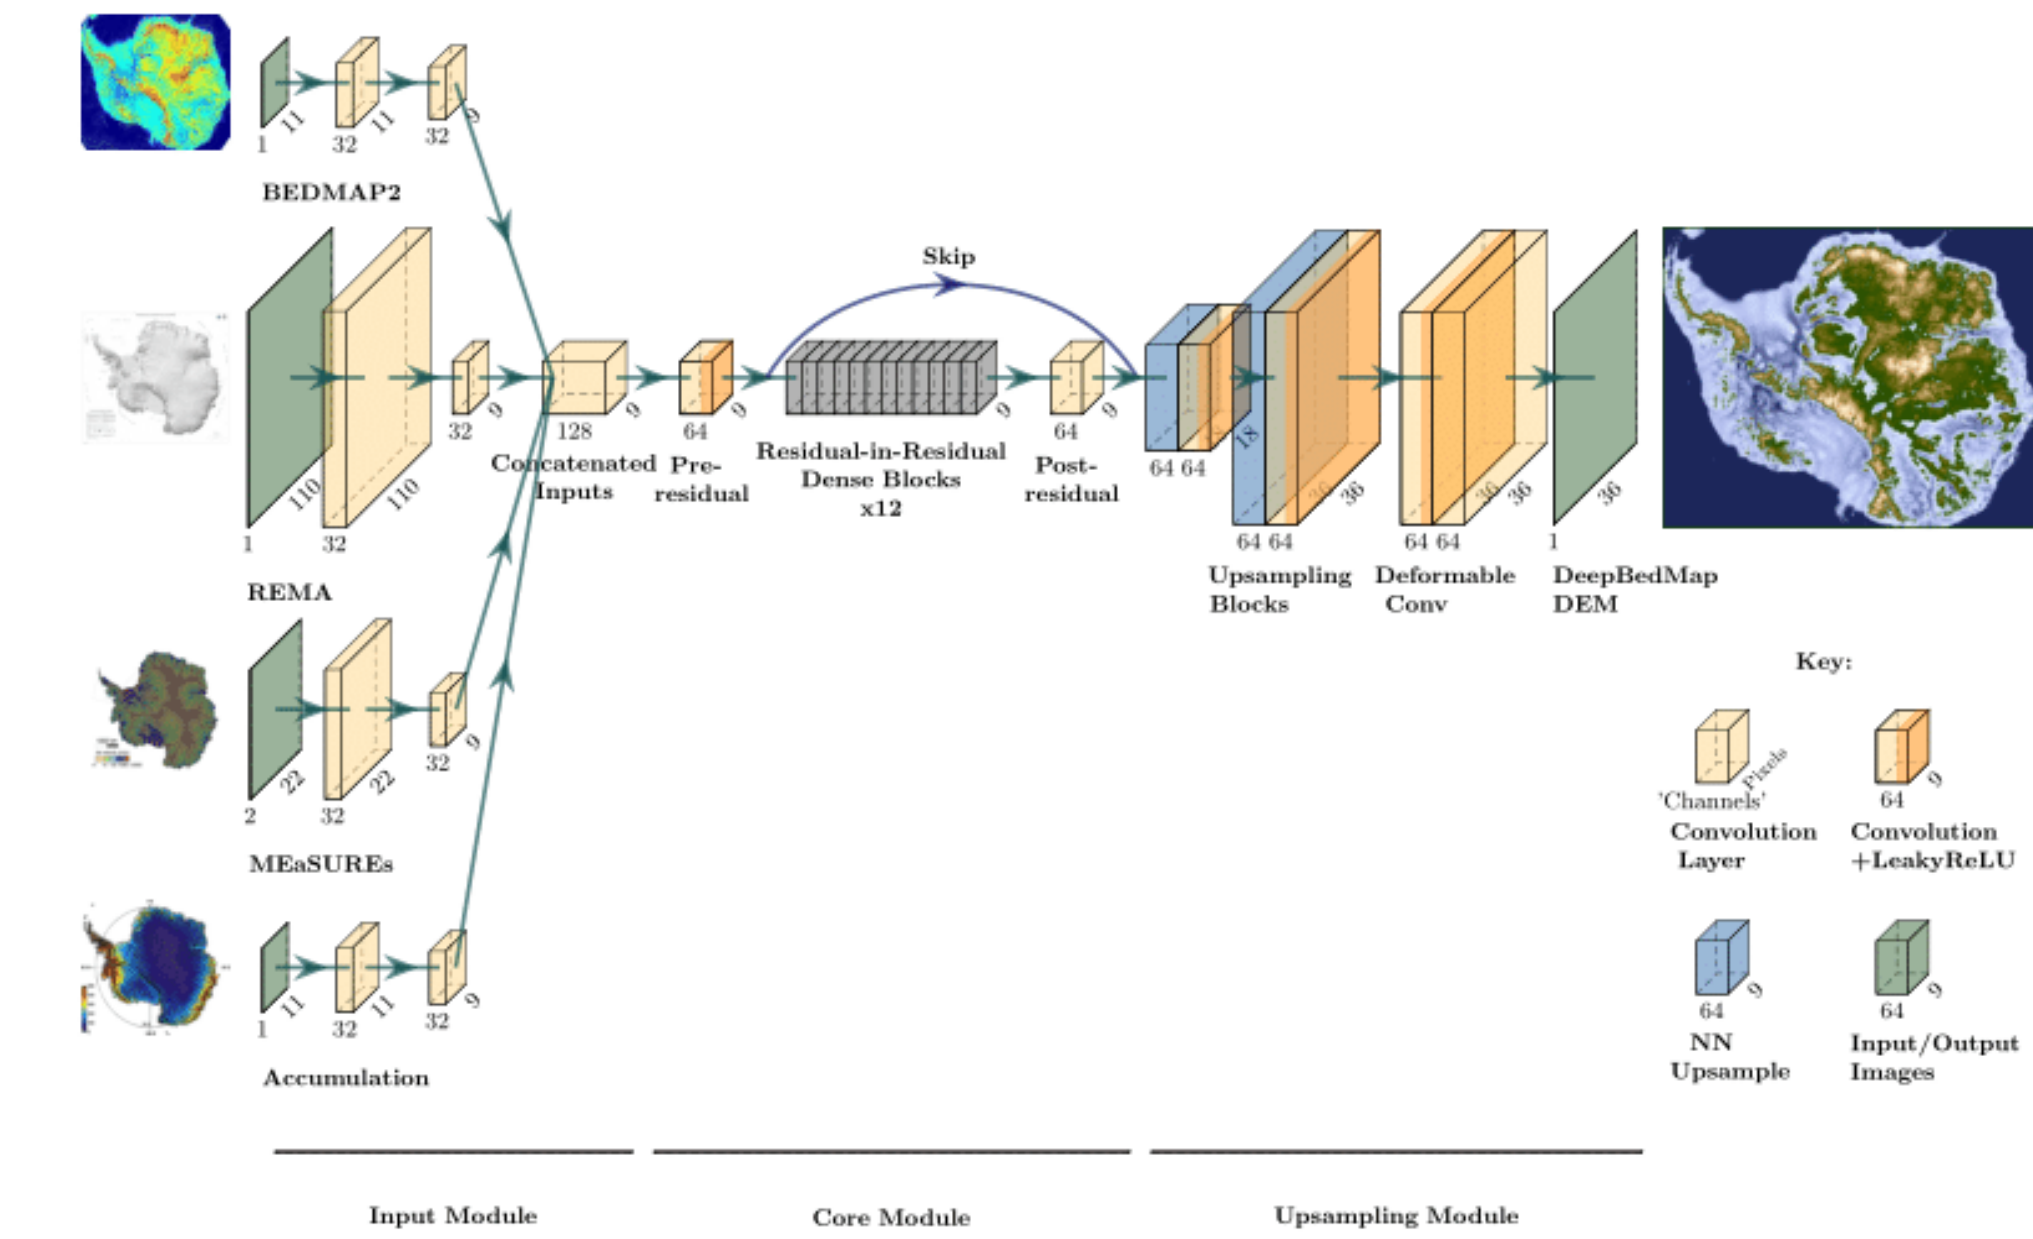 1 11 32 11 32 9
BEDMAP2
1 110 32 110 32 9
REMA
2 22 32 22 32 9
MEaSUREs
1 11 32 11 32 9
Accumulation
128 9
Concatenated
Inputs
64 9
Pre-
residual
Skip
9
Residual-in-Residual
Dense Blocks
x12
64 9
Post-
residual
64 64 18
64 64 36 36
Upsampling
Blocks
64 64 36 36
Deformable
Conv
1 36
DeepBedMap
DEM
Key:
Pixels
'Channels'
Convolution
Layer
64 9
Convolution
+LeakyReLU
64 9
NN
Upsample
64 9
Input/Output
Images
Input Module
Core Module
Upsampling Module